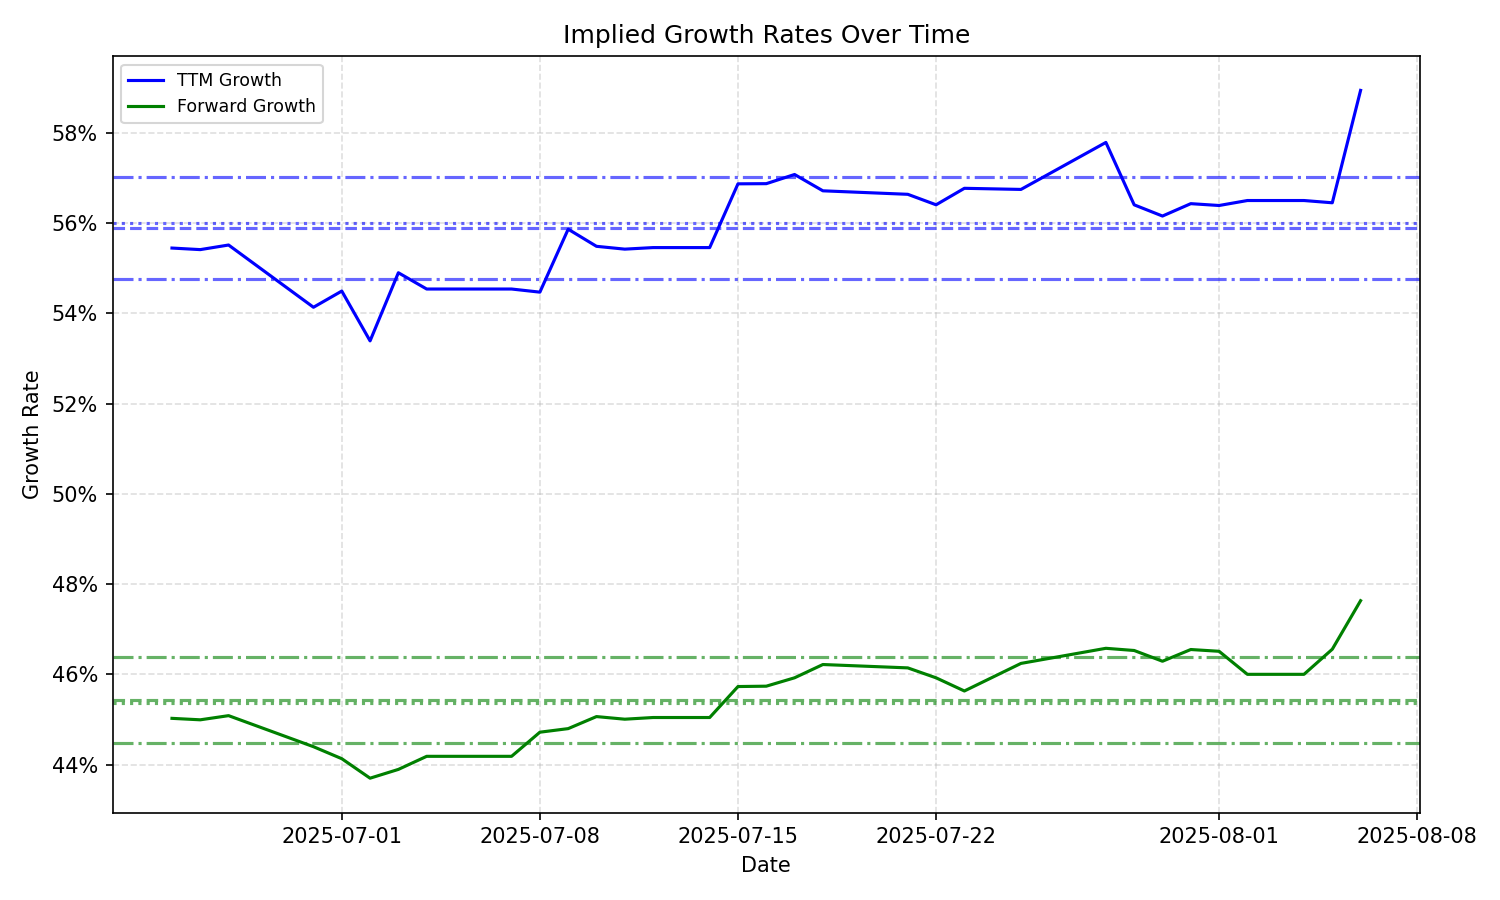 Implied Growth Rates Over Time
TTM Growth
Forward Growth
58%
56%
54%
52%
50%
48%
46%
44%
Growth Rate
2025-07-01
2025-07-08
2025-07-15
2025-07-22
2025-08-01
2025-08-08
Date